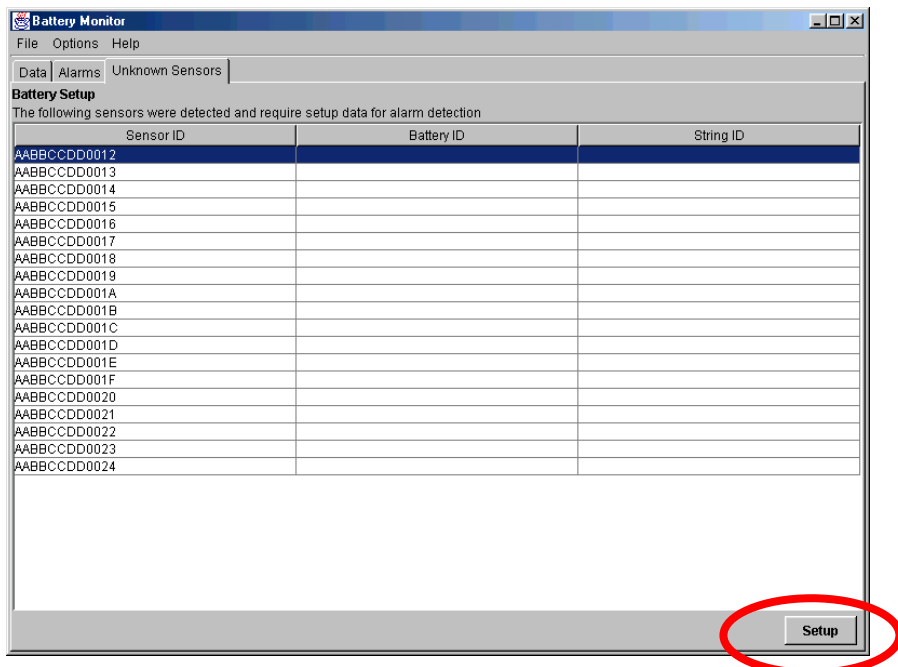 Battery Monitor
File Options Help
Data Alarms Unknown Sensors
Battery Setup
The following sensors were detected and require setup data for alarm detection
Sensor ID Battery ID String ID
AABBCCDD0012
AABBCCDD0013
AABBCCDD0014
AABBCCDD0015
AABBCCDD0016
AABBCCDD0017
AABBCCDD0018
AABBCCDD0019
AABBCCDD001A
AABBCCDD001B
AABBCCDD001C
AABBCCDD001D
AABBCCDD001E
AABBCCDD001F
AABBCCDD0020
AABBCCDD0021
AABBCCDD0022
AABBCCDD0023
AABBCCDD0024
Setup